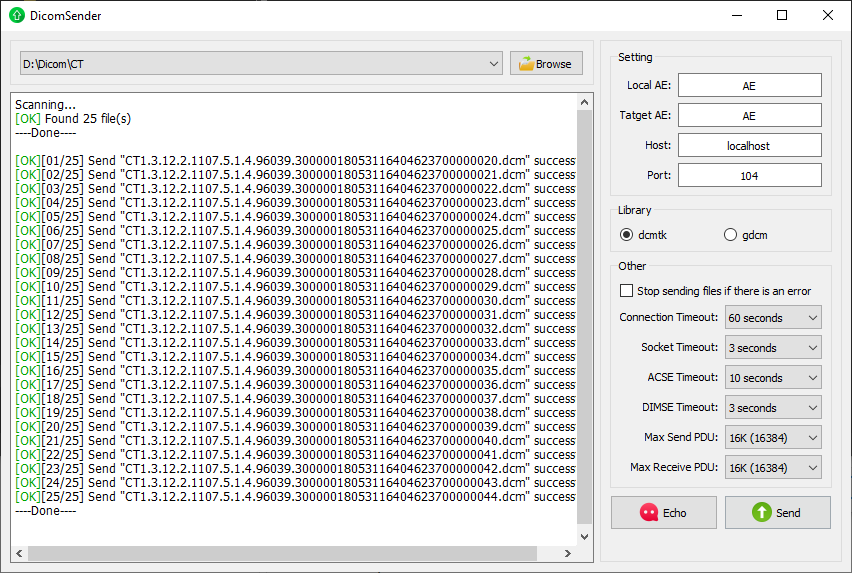 DicomSender
D:\Dicom\CT
Browse
Scanning...
[OK] Found 25 file(s)
----Done----
[OK][01/25] Send "CT1.3.12.2.1107.5.1.4.96039.30000018053116404623700000020.dcm" success
[OK][02/25] Send "CT1.3.12.2.1107.5.1.4.96039.30000018053116404623700000021.dcm" success
[OK][03/25] Send "CT1.3.12.2.1107.5.1.4.96039.30000018053116404623700000022.dcm" success
[OK][04/25] Send "CT1.3.12.2.1107.5.1.4.96039.30000018053116404623700000023.dcm" success
[OK][05/25] Send "CT1.3.12.2.1107.5.1.4.96039.30000018053116404623700000024.dcm" success
[OK][06/25] Send "CT1.3.12.2.1107.5.1.4.96039.30000018053116404623700000025.dcm" success
[OK][06/25] Send "CT1.3.12.2.1107.5.1.4.96039.30000018053116404623700000026.dcm" success
[OK][07/25] Send "CT1.3.12.2.1107.5.1.4.96039.30000018053116404623700000027.dcm" success
[OK][09/25] Send "CT1.3.12.2.1107.5.1.4.96039.30000018053116404623700000028.dcm" success
[OK][10/25] Send "CT1.3.12.2.1107.5.1.4.96039.30000018053116404623700000029.dcm" success
[OK][11/25] Send "CT1.3.12.2.1107.5.1.4.96039.30000018053116404623700000030.dcm" success
[OK][12/25] Send "CT1.3.12.2.1107.5.1.4.96039.30000018053116404623700000031.dcm" success
[OK][13/25] Send "CT1.3.12.2.1107.5.1.4.96039.30000018053116404623700000032.dcm" success
[OK][14/25] Send "CT1.3.12.2.1107.5.1.4.96039.30000018053116404623700000033.dcm" success
[OK][15/25] Send "CT1.3.12.2.1107.5.1.4.96039.30000018053116404623700000034.dcm" success
[OK][16/25] Send "CT1.3.12.2.1107.5.1.4.96039.30000018053116404623700000035.dcm" success
[OK][17/25] Send "CT1.3.12.2.1107.5.1.4.96039.30000018053116404623700000036.dcm" success
[OK][18/25] Send "CT1.3.12.2.1107.5.1.4.96039.30000018053116404623700000037.dcm" success
[OK][19/25] Send "CT1.3.12.2.1107.5.1.4.96039.30000018053116404623700000038.dcm" success
[OK][20/25] Send "CT1.3.12.2.1107.5.1.4.96039.30000018053116404623700000039.dcm" success
[OK][21/25] Send "CT1.3.12.2.1107.5.1.4.96039.30000018053116404623700000040.dcm" success
[OK][22/25] Send "CT1.3.12.2.1107.5.1.4.96039.30000018053116404623700000041.dcm" success
[OK][23/25] Send "CT1.3.12.2.1107.5.1.4.96039.30000018053116404623700000042.dcm" success
[OK][24/25] Send "CT1.3.12.2.1107.5.1.4.96039.30000018053116404623700000043.dcm" success
[OK][25/25] Send "CT1.3.12.2.1107.5.1.4.96039.30000018053116404623700000044.dcm" success
----Done----
Setting
Local AE: AE
Tatget AE: AE
Host: localhost
Port: 104
Library
dcmtk gdcm
Other
Stop sending files if there is an error
Connection Timeout: 60 seconds
Socket Timeout: 3 seconds
ACSE Timeout: 10 seconds
DIMSE Timeout: 3 seconds
Max Send PDU: 16K (16384)
Max Receive PDU: 16K (16384)
Echo Send